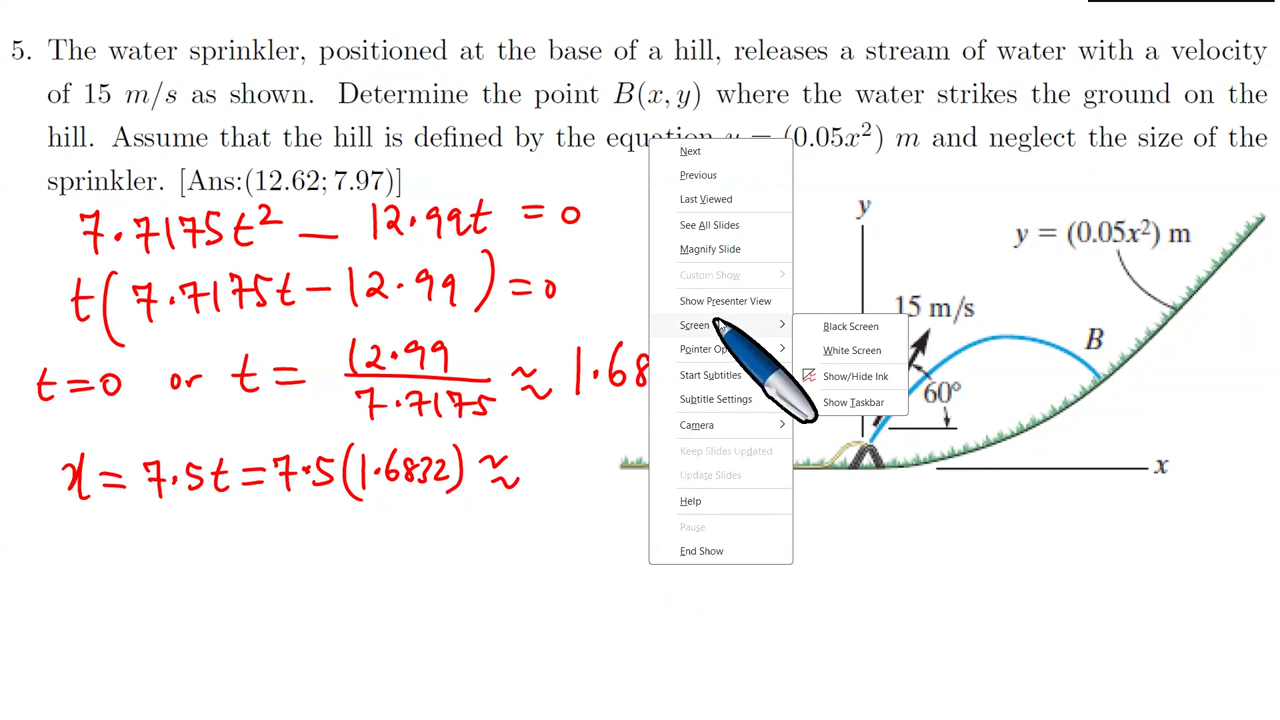 5. The water sprinkler, positioned at the base of a hill, releases a stream of water with a velocity
of 15 m/s as shown. Determine the point B(x, y) where the water strikes the ground on the
hill. Assume that the hill is defined by the (0.05x²) m and neglect the size of the
sprinkler. [Ans:(12.62; 7.97)]
7.7175t² — 12.99t = 0
t(7.7175t − 12.99) = 0
t=0 or t = 12.99/7.7175 ≈ 1.68
x = 7.5t = 7.5(1.6832) ≈
Next
Previous
Last Viewed
See All Slides
Magnify Slide
Custom Show
Show Presenter View
Screen
Pointer
Start Subtitles
Subtitle Settings
Camera
Keep Slides Updated
Update Slides
Help
Pause
End Show
Black Screen
White Screen
Show/Hide Ink
Show Taskbar
y
y = (0.05x²) m
15 m/s
B
60°
x